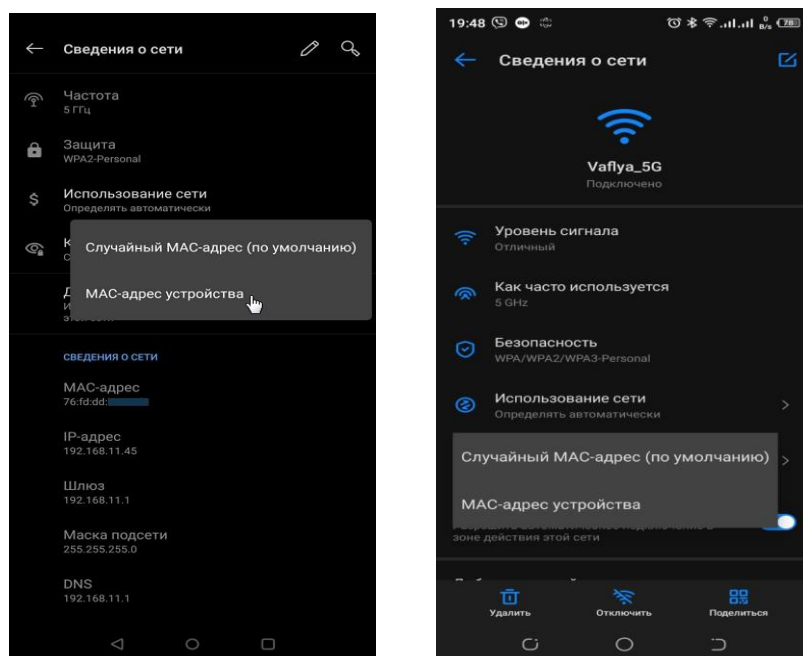 Сведения о сети
Частота
5 ГГц
Защита
WPA2-Personal
Использование сети
Определять автоматически
К
С
Случайный MAC-адрес (по умолчанию)
MAC-адрес устройства
Д
И
СВЕДЕНИЯ О СЕТИ
MAC-адрес
76:fd:dd:
IP-адрес
192.168.11.45
Шлюз
192.168.11.1
Маска подсети
255.255.255.0
DNS
192.168.11.1
19:48
0 B/s
78
Сведения о сети
Vaflya_5G
Подключено
Уровень сигнала
Отличный
Как часто используется
5 GHz
Безопасность
WPA/WPA2/WPA3-Personal
Использование сети
Определять автоматически
Случайный MAC-адрес (по умолчанию)
MAC-адрес устройства
зоне действия этой сети
Удалить
Отключить
Поделиться